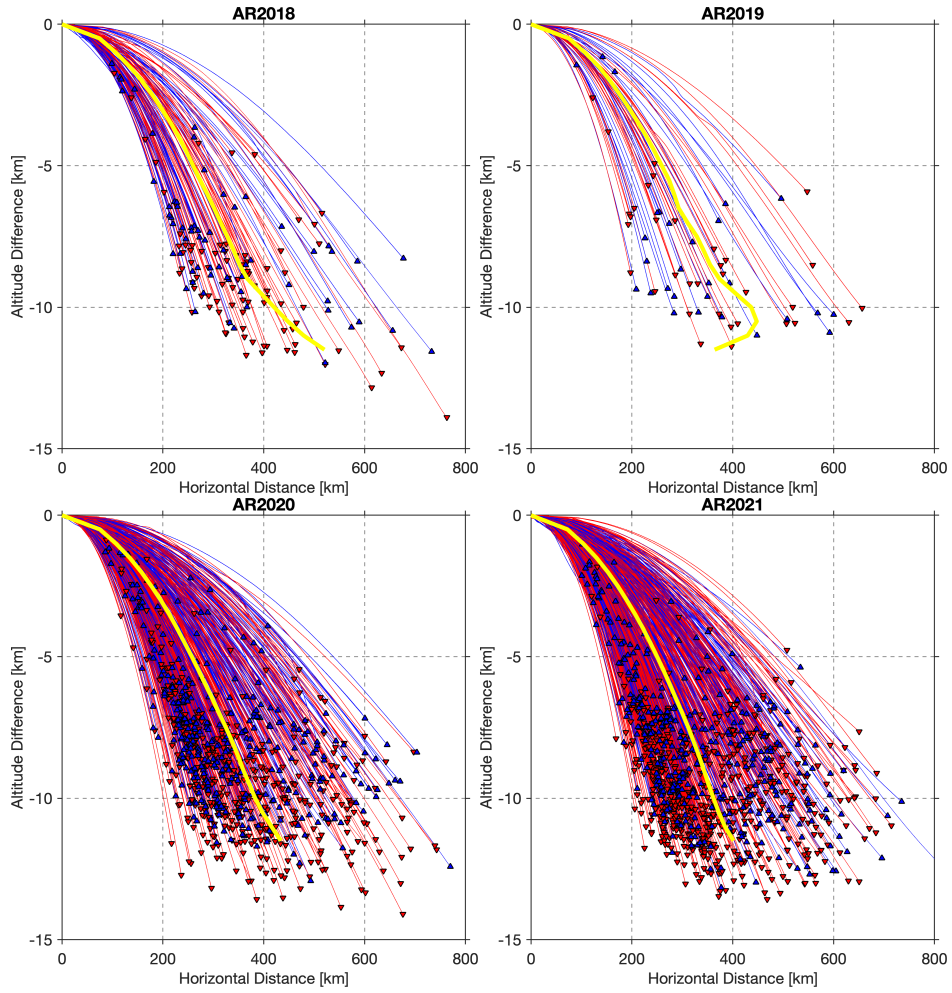 AR2018
0
-5
-10
-15
Altitude Difference [km]
0 200 400 600 800
Horizontal Distance [km]
AR2019
0
-5
-10
-15
Altitude Difference [km]
0 200 400 600 800
Horizontal Distance [km]
AR2020
0
-5
-10
-15
Altitude Difference [km]
0 200 400 600 800
Horizontal Distance [km]
AR2021
0
-5
-10
-15
Altitude Difference [km]
0 200 400 600 800
Horizontal Distance [km]